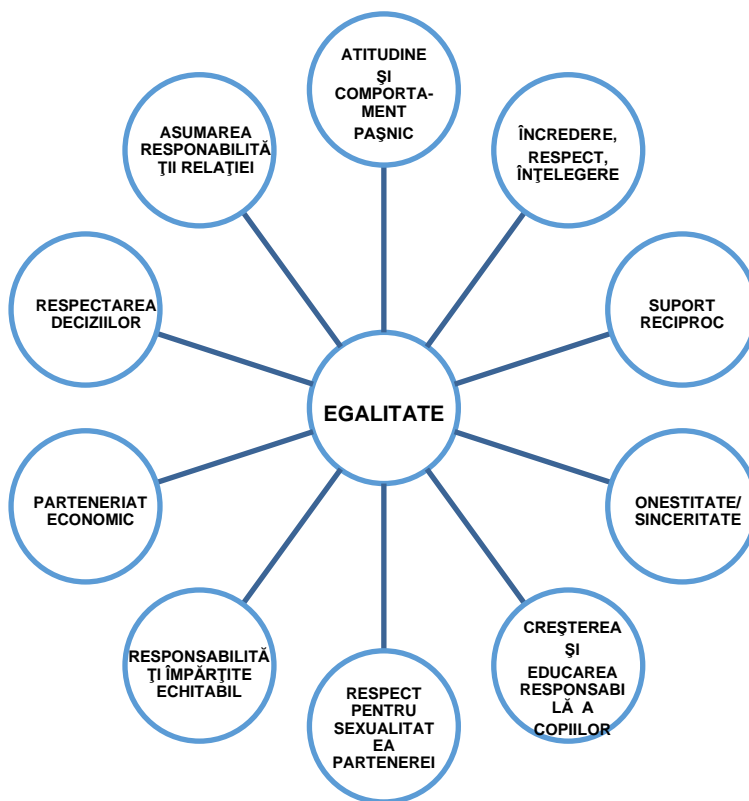 ATITUDINE
ŞI
COMPORTA-
MENT
PAŞNIC
ÎNCREDERE,
RESPECT,
ÎNŢELEGERE
SUPORT
RECIPROC
ONESTITATE/
SINCERITATE
CREŞTEREA
ŞI
EDUCAREA
RESPONSABI
LĂ A
COPIILOR
RESPECT
PENTRU
SEXUALITAT
EA
PARTENEREI
RESPONSABILITĂ
ŢI ÎMPĂRŢITE
ECHITABIL
PARTENERIAT
ECONOMIC
RESPECTAREA
DECIZIILOR
ASUMAREA
RESPONABILITĂ
ŢII RELAŢIEI
EGALITATE